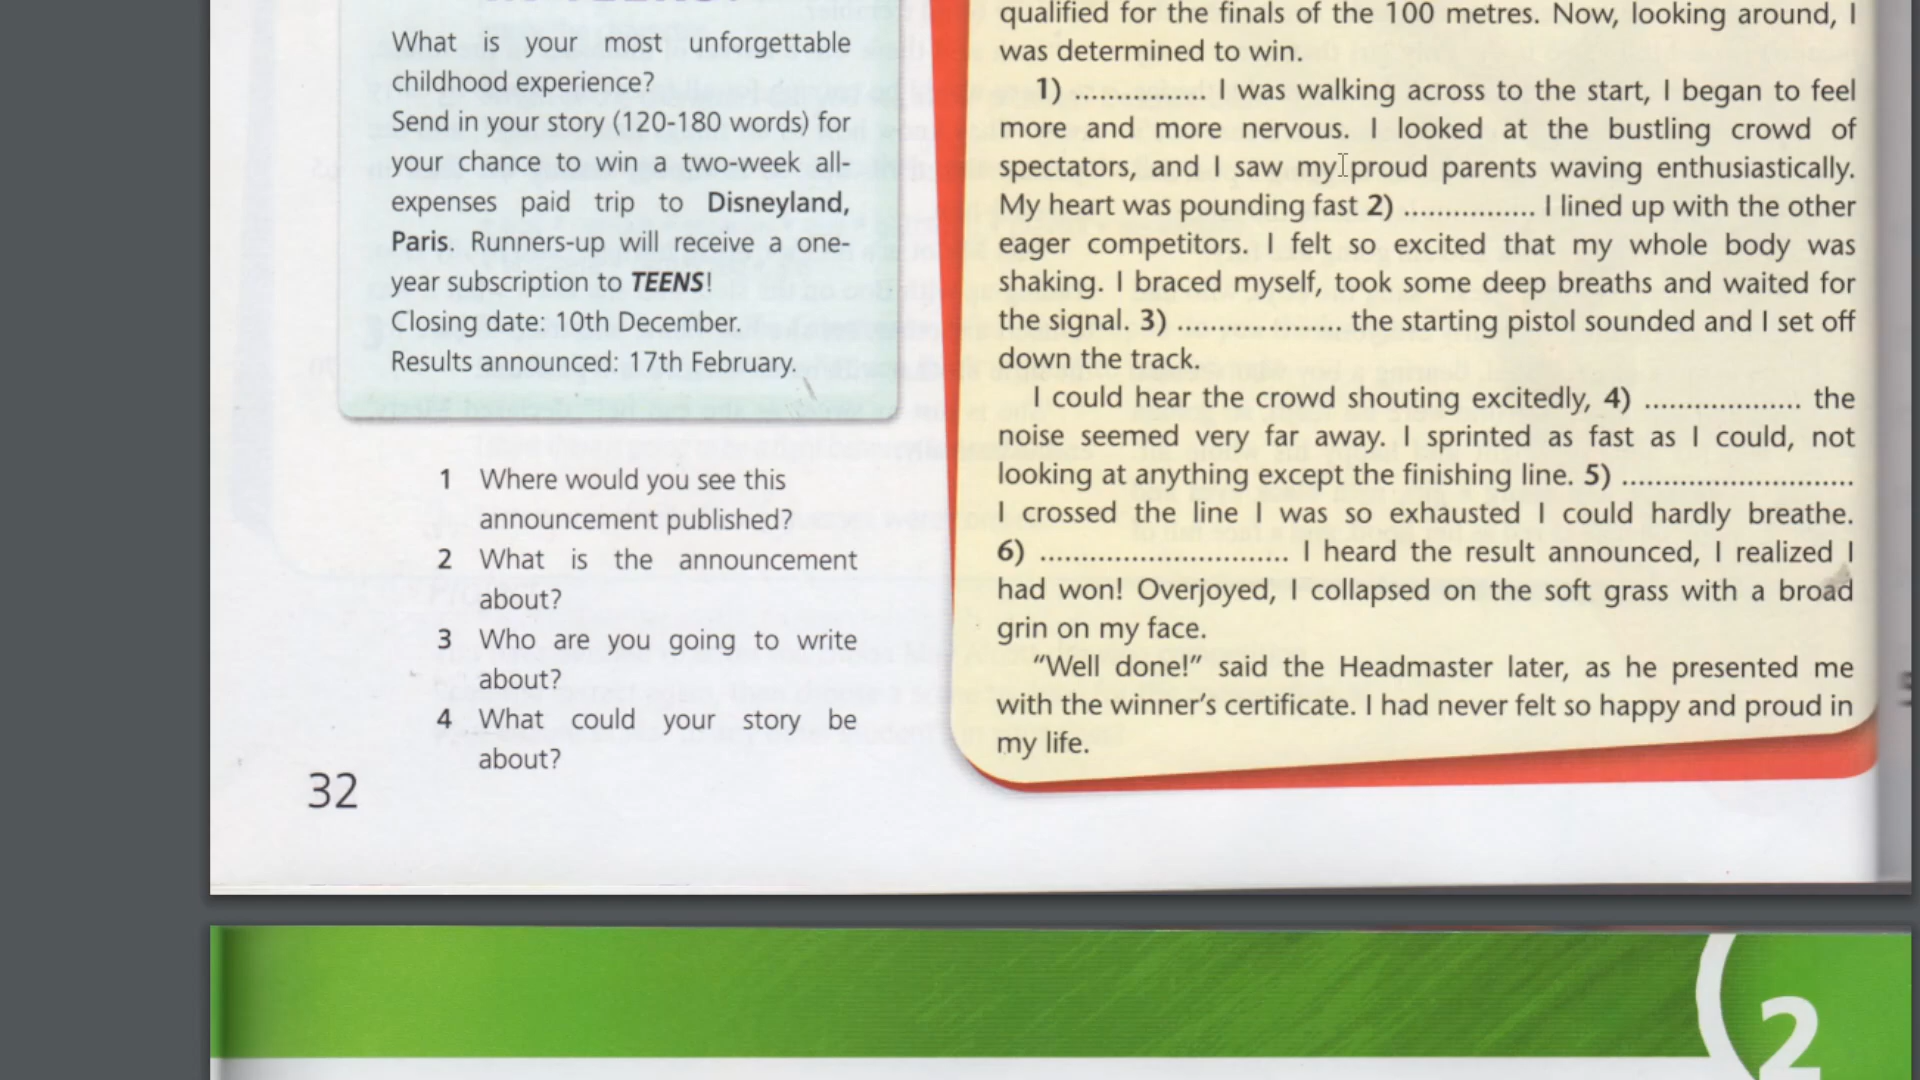 What is your most unforgettable
childhood experience?
Send in your story (120-180 words) for
your chance to win a two-week all-
expenses paid trip to Disneyland,
Paris. Runners-up will receive a one-
year subscription to TEENS!
Closing date: 10th December.
Results announced: 17th February.
1 Where would you see this
announcement published?
2 What is the announcement
about?
3 Who are you going to write
about?
4 What could your story be
about?
32
qualified for the finals of the 100 metres. Now, looking around, I
was determined to win.
1) ................ I was walking across to the start, I began to feel
more and more nervous. I looked at the bustling crowd of
spectators, and I saw my proud parents waving enthusiastically.
My heart was pounding fast 2) ................ I lined up with the other
eager competitors. I felt so excited that my whole body was
shaking. I braced myself, took some deep breaths and waited for
the signal. 3) .................... the starting pistol sounded and I set off
down the track.
I could hear the crowd shouting excitedly, 4) ................... the
noise seemed very far away. I sprinted as fast as I could, not
looking at anything except the finishing line. 5) ............................
I crossed the line I was so exhausted I could hardly breathe.
6) .............................. I heard the result announced, I realized I
had won! Overjoyed, I collapsed on the soft grass with a broad
grin on my face.
“Well done!” said the Headmaster later, as he presented me
with the winner’s certificate. I had never felt so happy and proud in
my life.
2